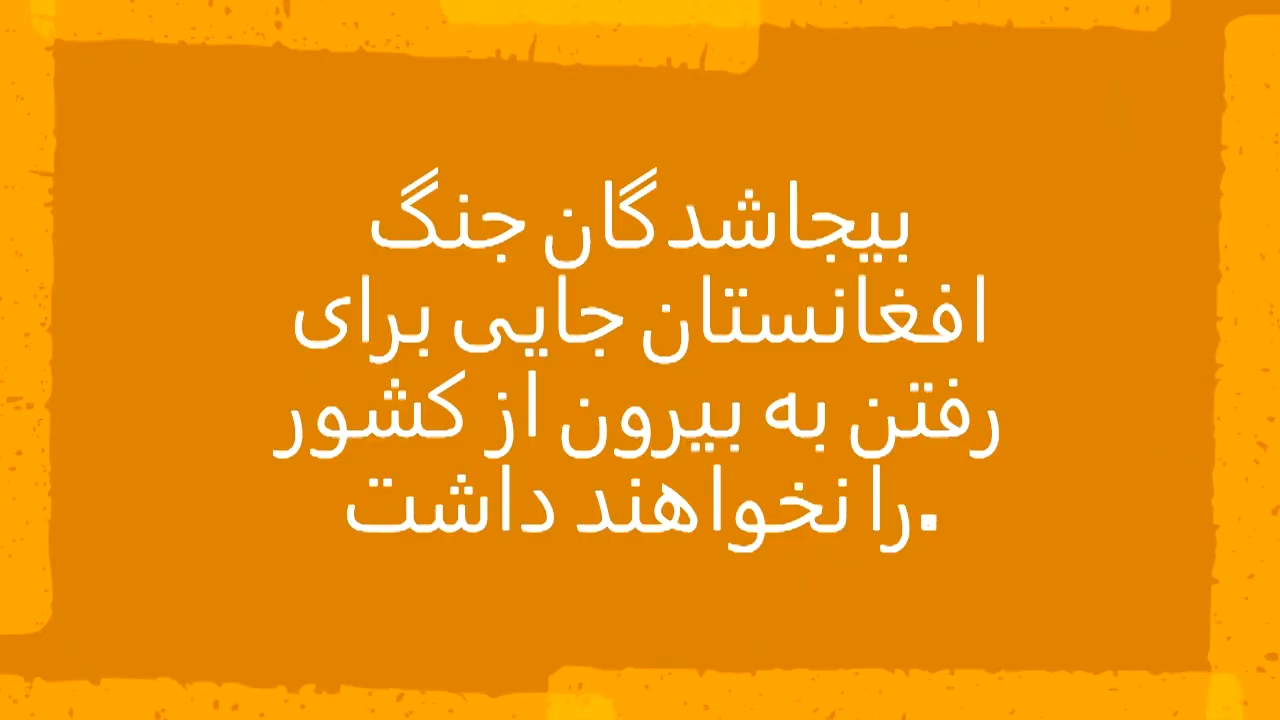 بیجاشدگان جنگ
افغانستان جایی برای
رفتن به بیرون از کشور
.را نخواهند داشت